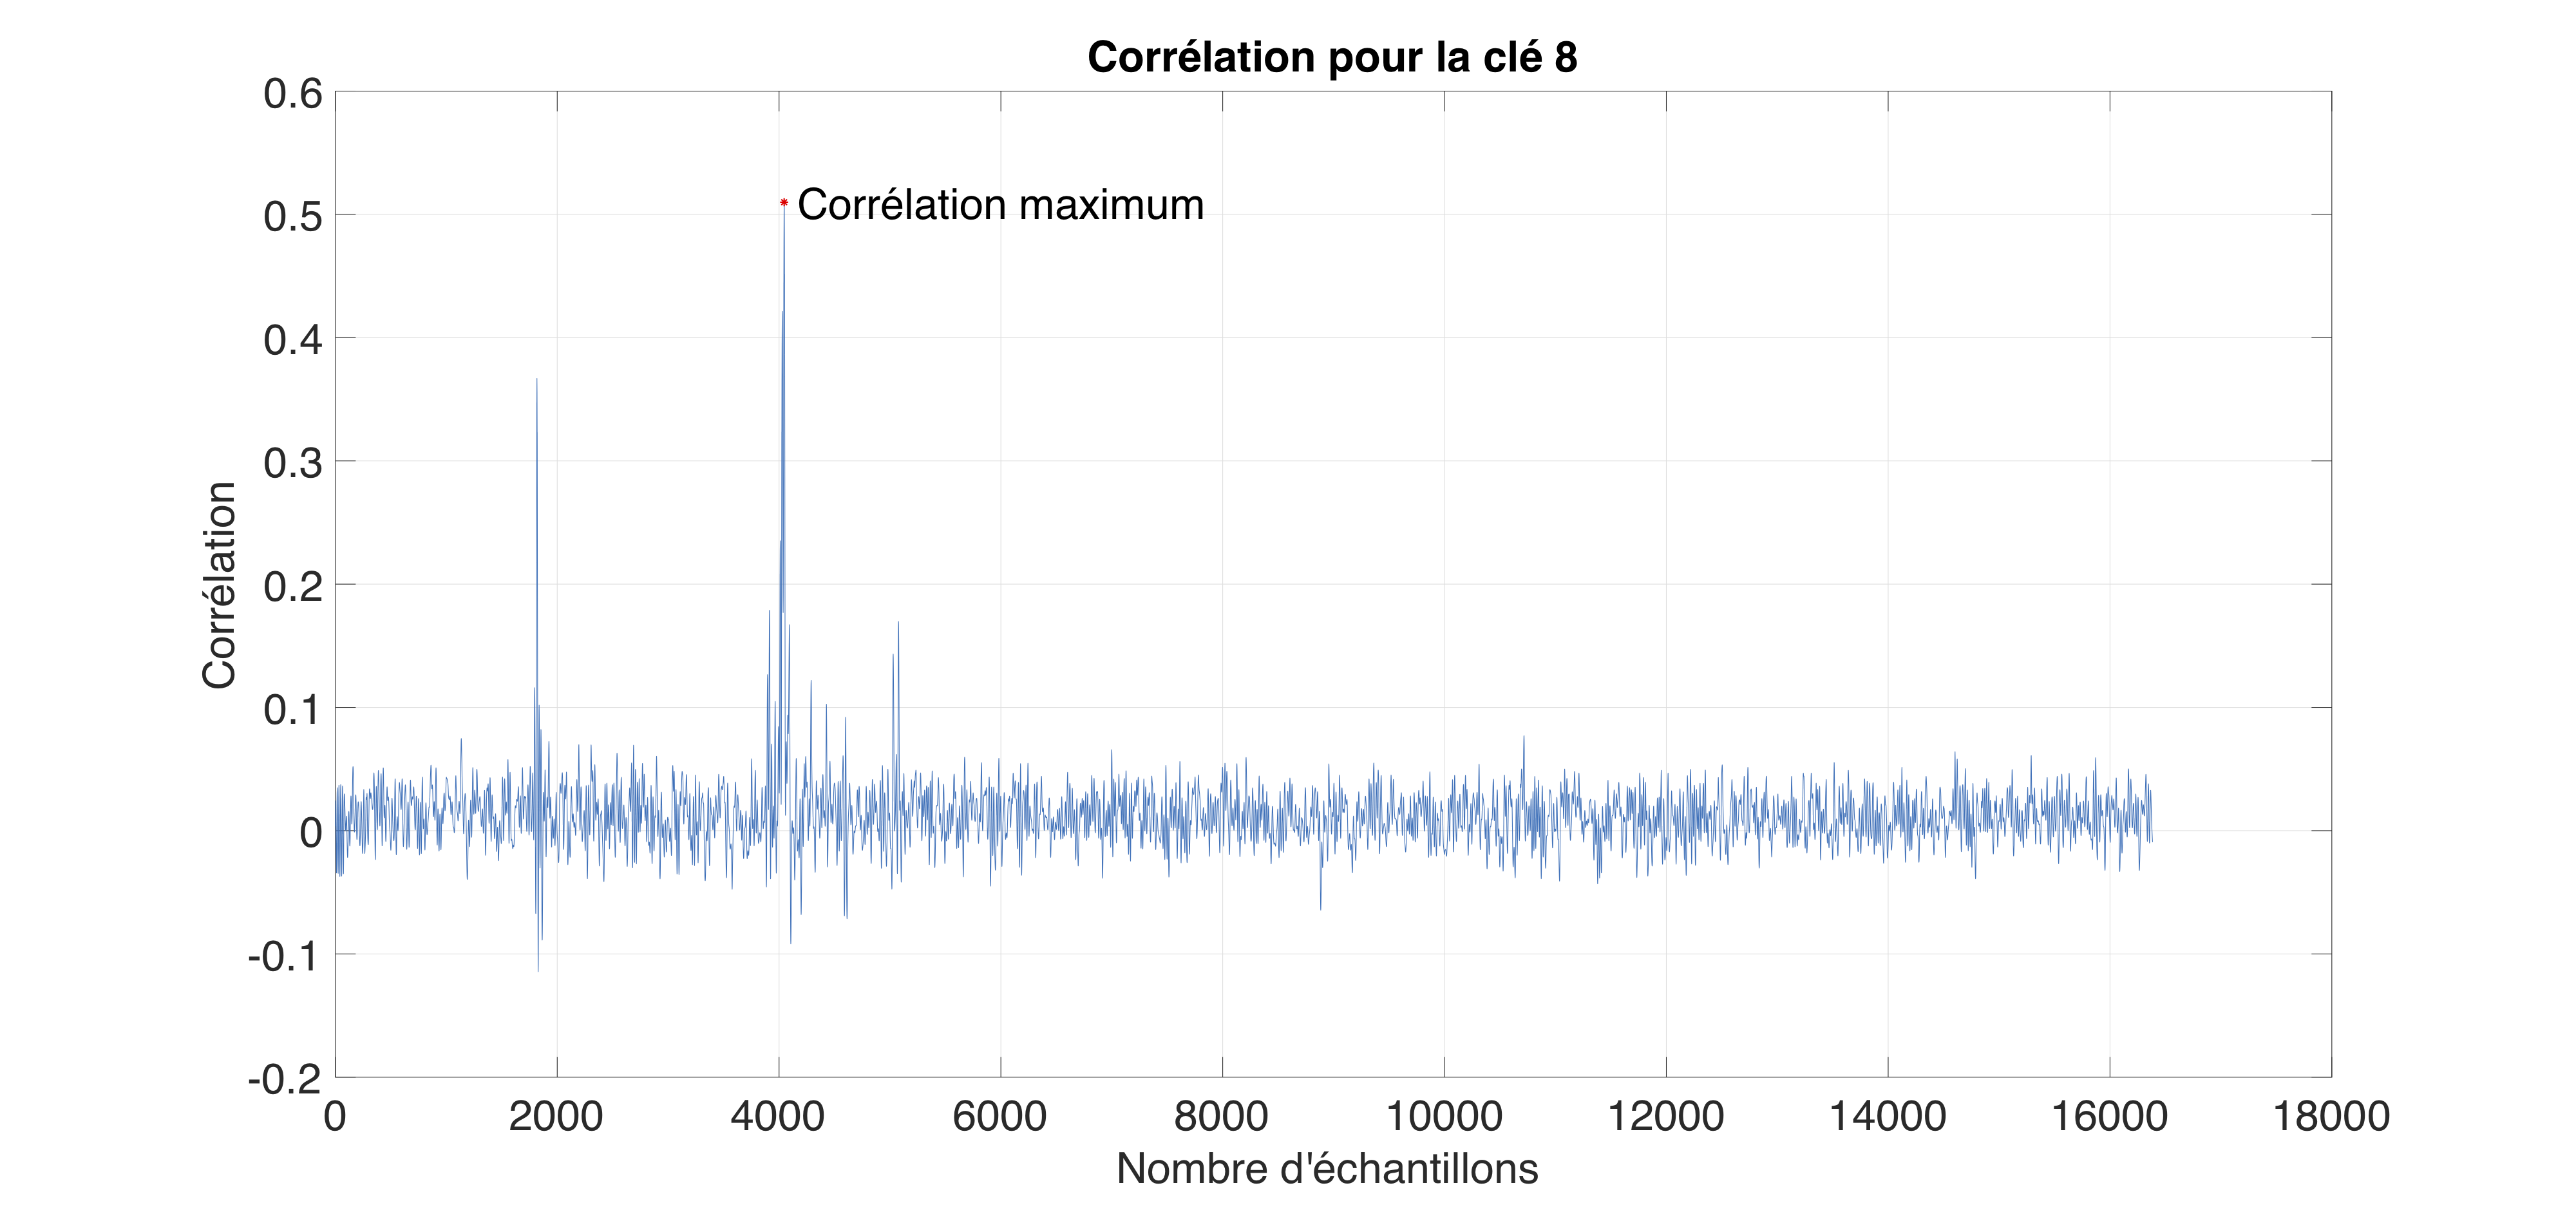 Corrélation pour la clé 8
0.6
0.5
0.4
0.3
0.2
0.1
0
-0.1
-0.2
Corrélation maximum
Corrélation
0 2000 4000 6000 8000 10000 12000 14000 16000 18000
Nombre d'échantillons